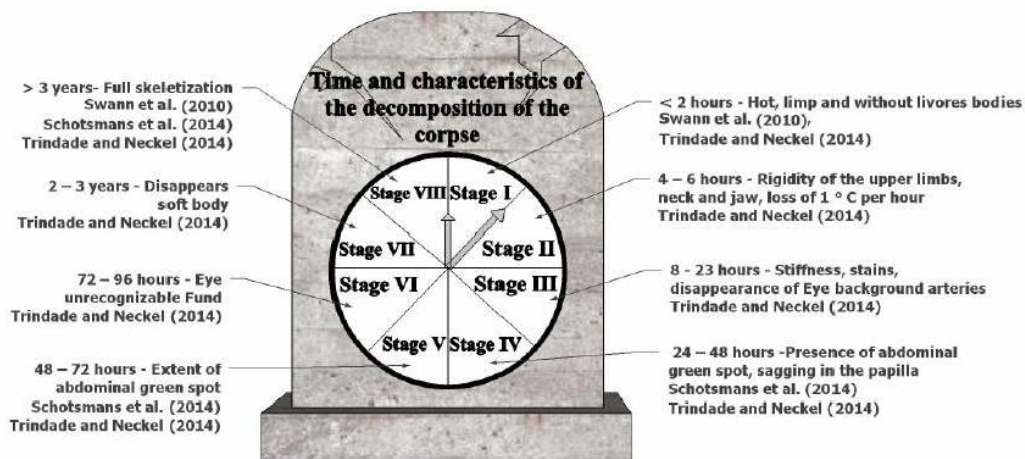 Time and characteristics of
the decomposition of the
corpse
> 3 years- Full skeletization
Swann et al. (2010)
Schotsmans et al. (2014)
Trindade and Neckel (2014)
2 – 3 years - Disappears
soft body
Trindade and Neckel (2014)
72 – 96 hours - Eye
unrecognizable Fund
Trindade and Neckel (2014)
48 – 72 hours - Extent of
abdominal green spot
Schotsmans et al. (2014)
Trindade and Neckel (2014)
Stage VIII
Stage I
Stage VII
Stage II
Stage VI
Stage III
Stage V
Stage IV
< 2 hours - Hot, limp and without livores bodies
Swann et al. (2010),
Trindade and Neckel (2014)
4 – 6 hours - Rigidity of the upper limbs,
neck and jaw, loss of 1 ° C per hour
Trindade and Neckel (2014)
8 - 23 hours - Stiffness, stains,
disappearance of Eye background arteries
Trindade and Neckel (2014)
24 – 48 hours -Presence of abdominal
green spot, sagging in the papilla
Schotsmans et al. (2014)
Trindade and Neckel (2014)